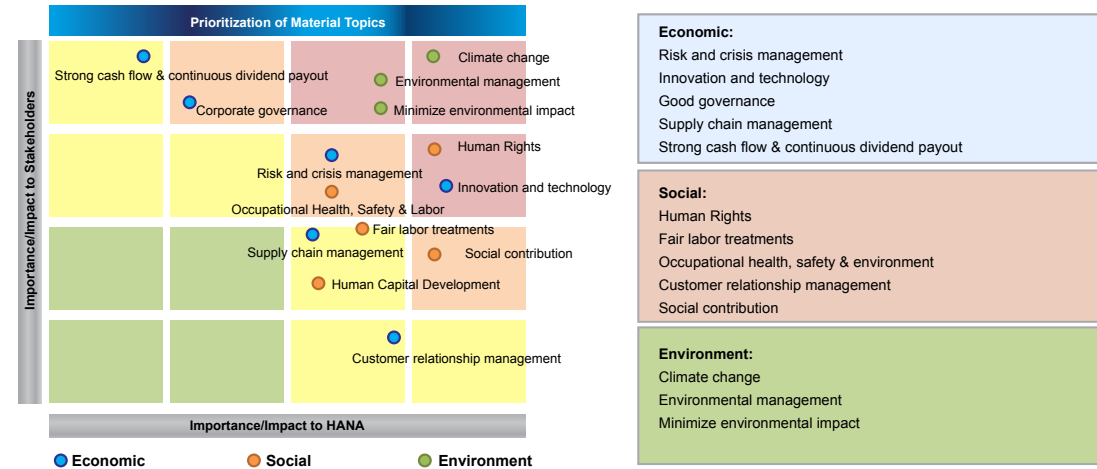 Prioritization of Material Topics
Importance/Impact to Stakeholders
Climate change
Strong cash flow & continuous dividend payout
Environmental management
Corporate governance
Minimize environmental impact
Human Rights
Risk and crisis management
Innovation and technology
Occupational Health, Safety & Labor
Fair labor treatments
Supply chain management
Social contribution
Human Capital Development
Customer relationship management
Importance/Impact to HANA
Economic
Social
Environment
Economic:
Risk and crisis management
Innovation and technology
Good governance
Supply chain management
Strong cash flow & continuous dividend payout
Social:
Human Rights
Fair labor treatments
Occupational health, safety & environment
Customer relationship management
Social contribution
Environment:
Climate change
Environmental management
Minimize environmental impact